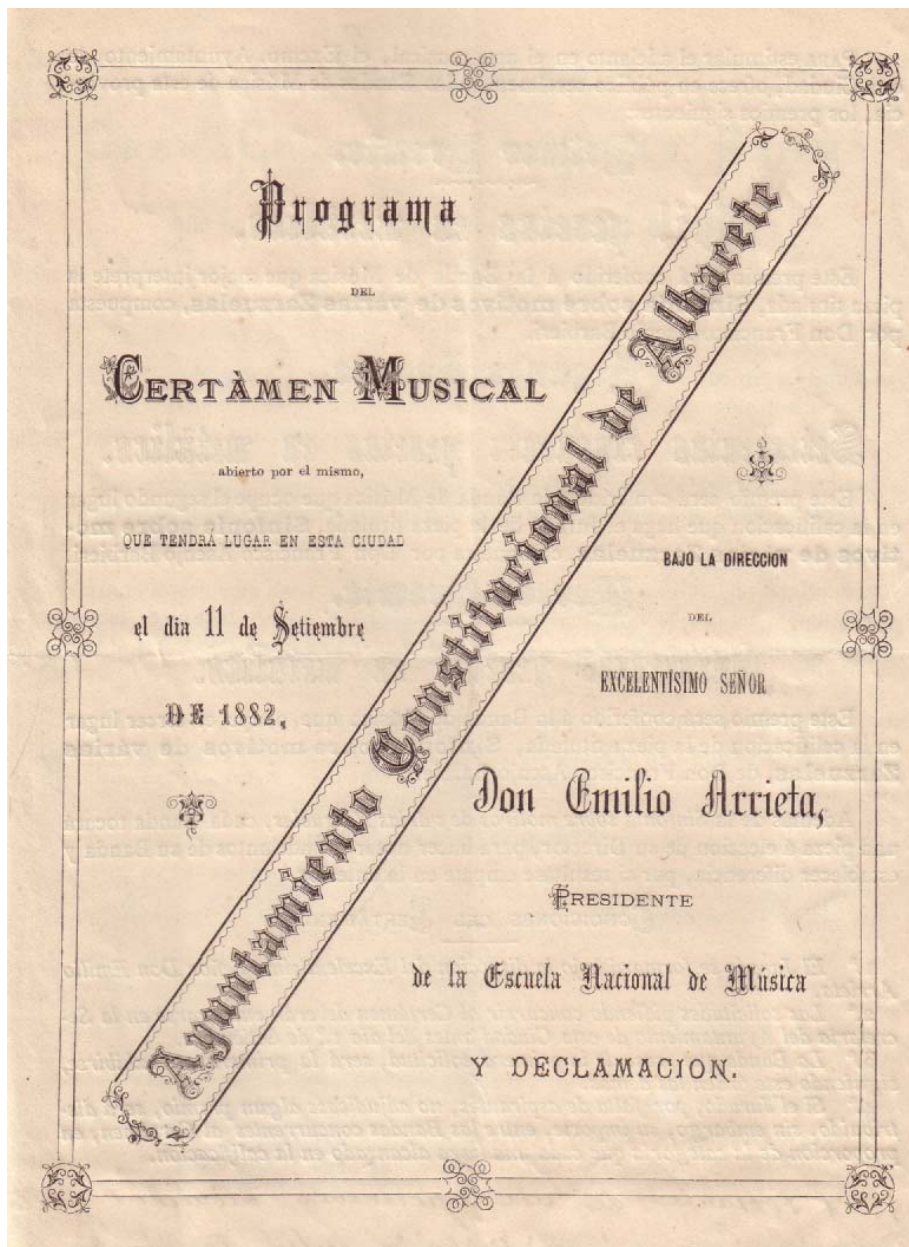 Programa
DEL
CERTÀMEN MUSICAL
abierto por el mismo,
QUE TENDRÁ LUGAR EN ESTA CIUDAD
el dia 11 de Setiembre
DE 1882,
Ayuntamiento Constitucional de Albacete
BAJO LA DIRECCION
DEL
EXCELENTÍSIMO SEÑOR
Don Emilio Arrieta,
PRESIDENTE
de la Escuela Nacional de Música
Y DECLAMACION.